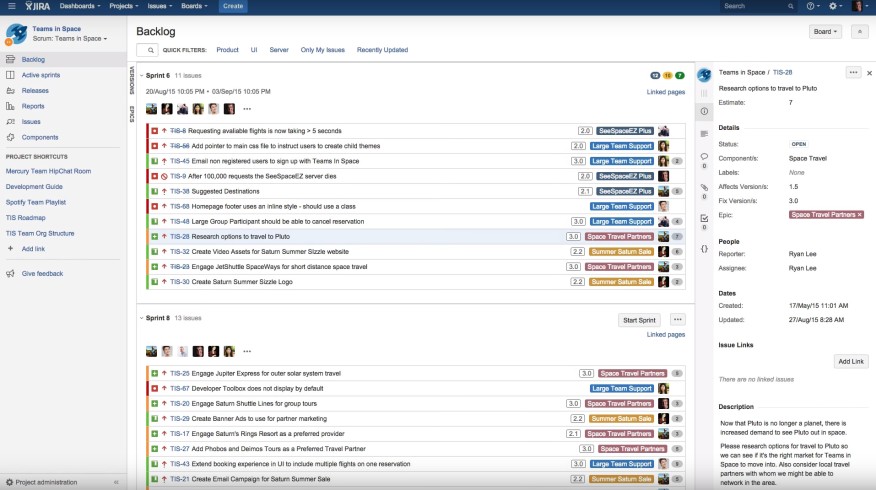 JIRA Dashboards Projects Issues Boards Create Search
Teams in Space
Scrum: Teams in Space
Backlog
Active sprints
Releases
Reports
Issues
Components
PROJECT SHORTCUTS
Mercury Team HipChat Room
Development Guide
Spotify Team Playlist
TIS Roadmap
TIS Team Org Structure
+ Add link
Give feedback
Project administration «
Backlog
Board
QUICK FILTERS: Product UI Server Only My Issues Recently Updated
VERSIONS
EPICS
Sprint 6 11 issues
20/Aug/15 10:05 PM • 03/Sep/15 10:05 PM Linked pages
•••
TIS-8 Requesting available flights is now taking > 5 seconds 2.0 SeeSpaceEZ Plus
TIS-56 Add pointer to main css file to instruct users to create child themes 2.0 Large Team Support
TIS-45 Email non registered users to sign up with Teams In Space 3.0 Large Team Support 2
TIS-9 After 100,000 requests the SeeSpaceEZ server dies 2.0 SeeSpaceEZ Plus
TIS-38 Suggested Destinations 2.1 SeeSpaceEZ Plus
TIS-68 Homepage footer uses an inline style - should use a class Large Team Support
TIS-48 Large Group Participant should be able to cancel reservation 3.0 Large Team Support 4
TIS-28 Research options to travel to Pluto 3.0 Space Travel Partners 7
TIS-32 Create Video Assets for Saturn Summer Sizzle website 2.2 Summer Saturn Sale
TIS-23 Engage JetShuttle SpaceWays for short distance space travel 3.0 Space Travel Partners
TIS-30 Create Saturn Summer Sizzle Logo 2.2 Summer Saturn Sale
Sprint 8 13 issues Start Sprint •••
Linked pages
•••
TIS-25 Engage Jupiter Express for outer solar system travel 3.0 Space Travel Partners
TIS-67 Developer Toolbox does not display by default Large Team Support
TIS-20 Engage Saturn Shuttle Lines for group tours 3.0 Space Travel Partners
TIS-29 Create Banner Ads to use for partner marketing 2.2 Summer Saturn Sale
TIS-17 Engage Saturn's Rings Resort as a preferred provider 2.1 Space Travel Partners
TIS-27 Add Phobos and Deimos Tours as a Preferred Travel Partner 3.0 Space Travel Partners
TIS-43 Extend booking experience in UI to include multiple flights on one reservation 3.0 Large Team Support
TIS-21 Create Email Campaign for Saturn Summer Sale 2.2 Summer Saturn Sale
Teams in Space / TIS-28 ••• ×
Research options to travel to Pluto
Estimate: 7
Details
Status: OPEN
Component/s: Space Travel
Labels: None
Affects Version/s: 1.5
Fix Version/s: 3.0
Epic: Space Travel Partners ×
0
0
0
{}
People
Reporter: Ryan Lee
Assignee: Ryan Lee
Dates
Created: 17/May/15 11:01 AM
Updated: 27/Aug/15 8:28 AM
Issue Links
Add Link
There are no linked issues
Description
Now that Pluto is no longer a planet, there is
increased demand to see Pluto out in space.
Please research options for travel to Pluto so
we can see if it's the right market for Teams in
Space to move into. Also consider local travel
partners with whom we might be able to
network in the area.